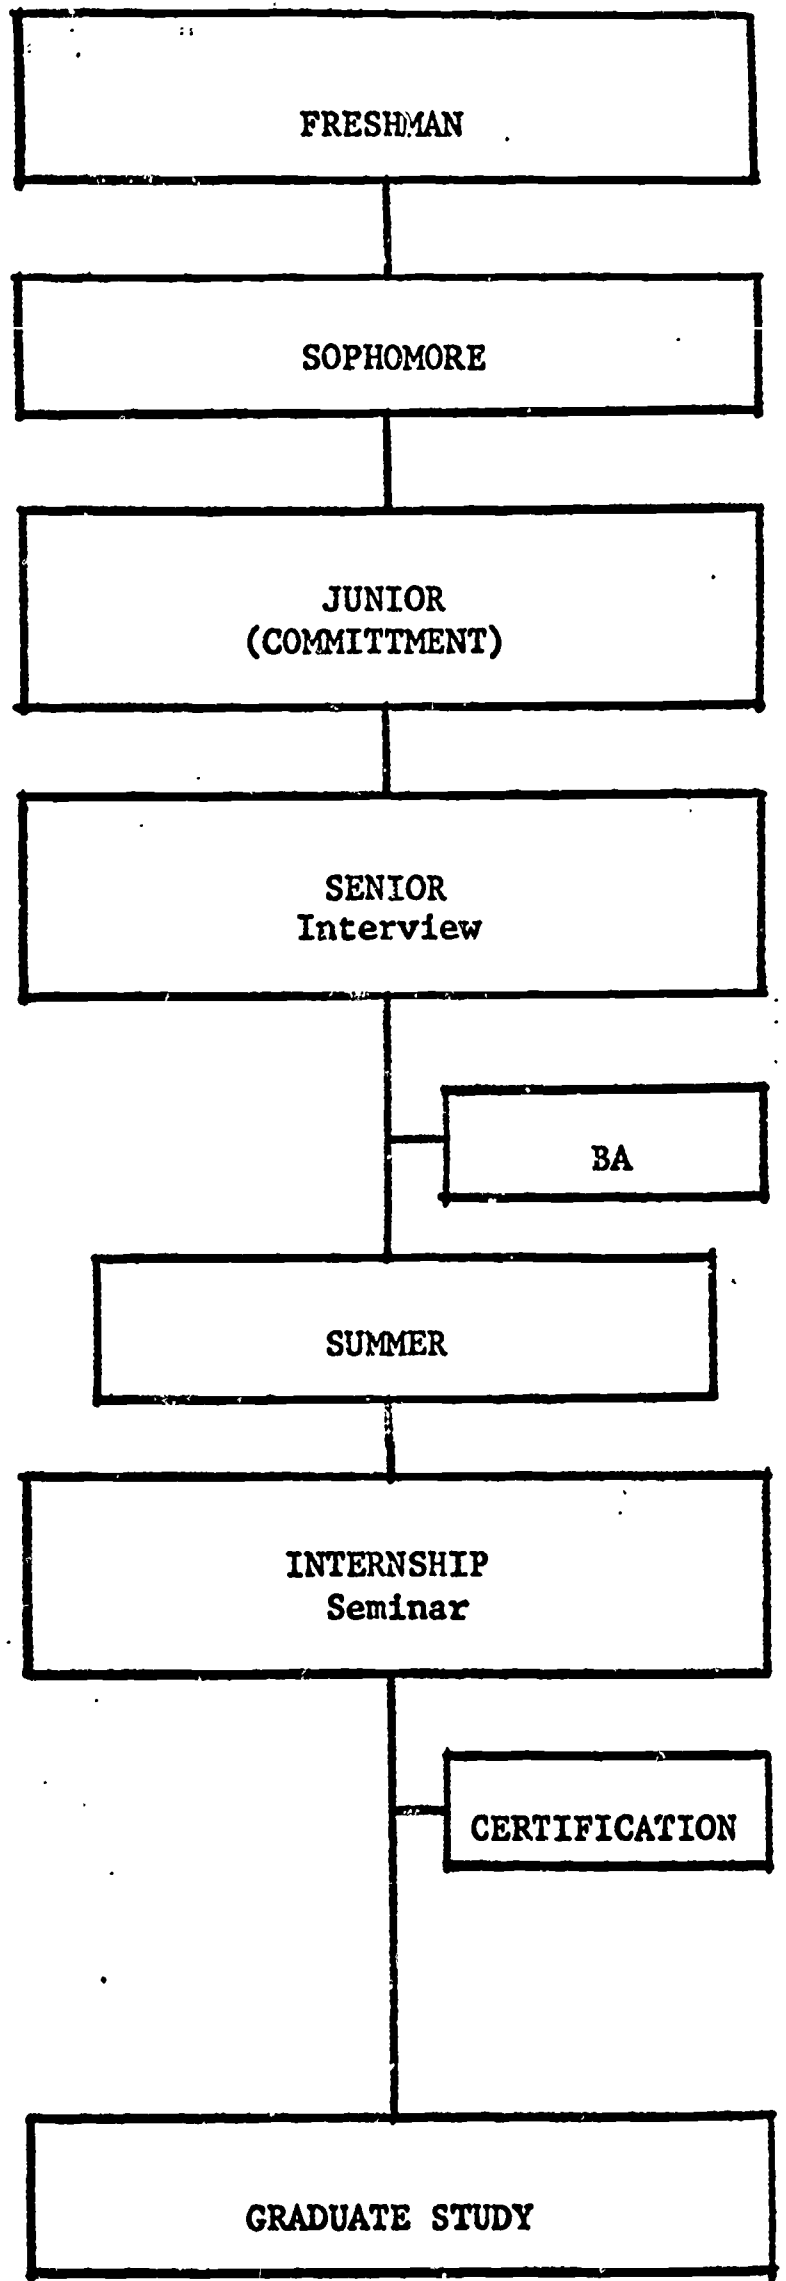 FRESHMAN
SOPHOMORE
JUNIOR
(COMMITTMENT)
SENIOR
Interview
BA
SUMMER
INTERNSHIP
Seminar
CERTIFICATION
GRADUATE STUDY